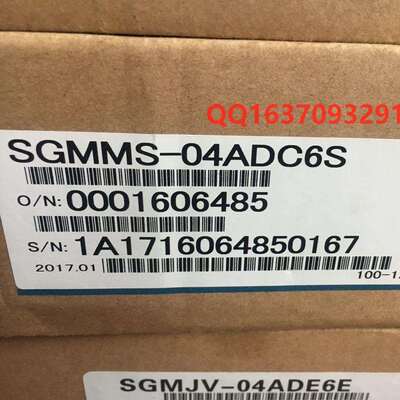 QQ1637093291
SGMMS-04ADC6S
O/N: 0001606485
S/N: 1A1716064850167
2017.01
SGMJV-04ADE6E